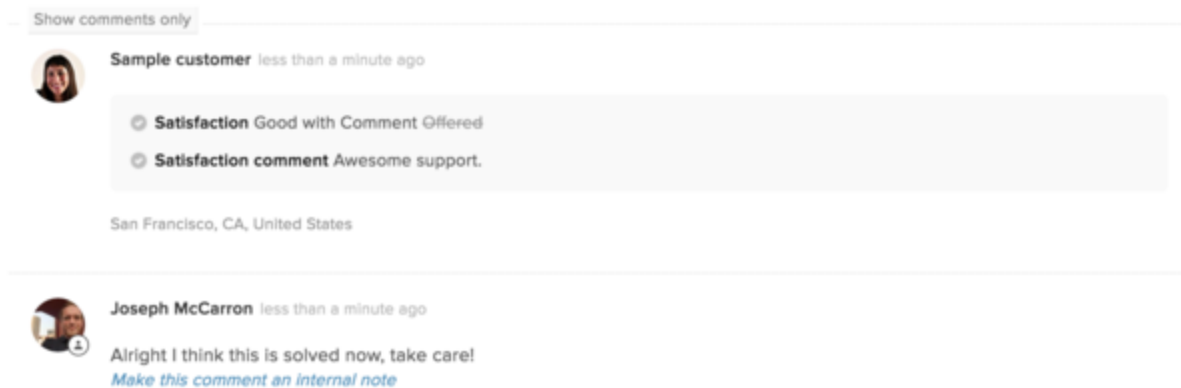 Show comments only
Sample customer less than a minute ago
Satisfaction Good with Comment Offered
Satisfaction comment Awesome support.
San Francisco, CA, United States
Joseph McCarron less than a minute ago
Alright I think this is solved now, take care!
Make this comment an internal note